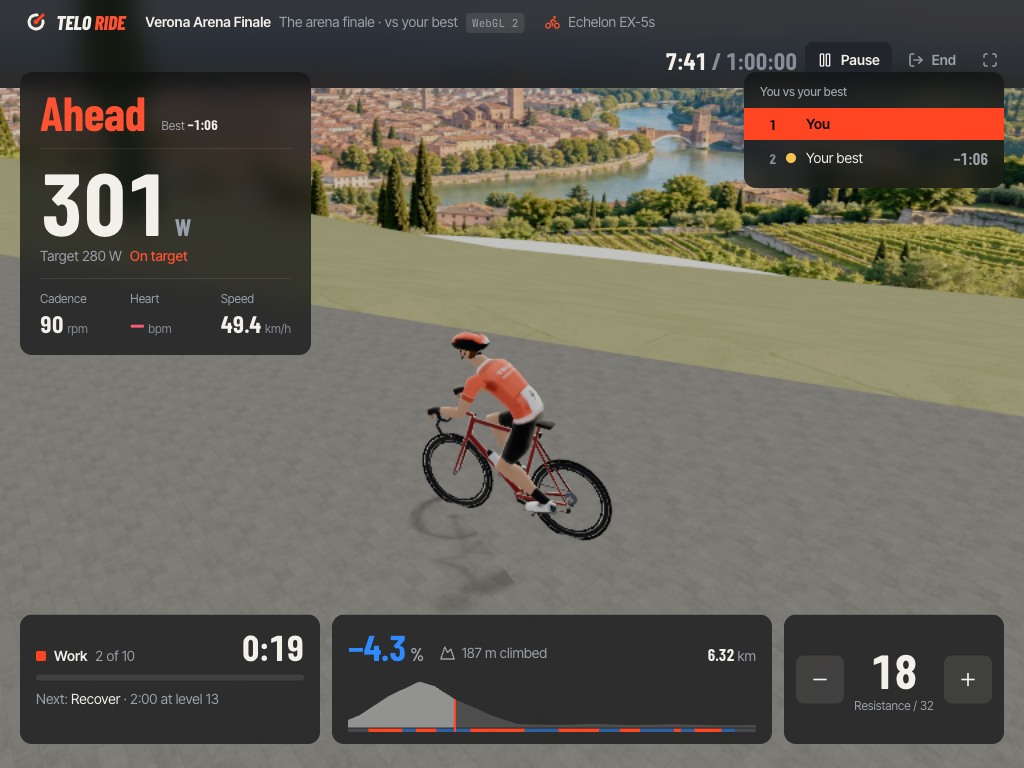 TELO RIDE Verona Arena Finale The arena finale · vs your best WebGL 2 Echelon EX-5s
7:41 / 1:00:00 Pause End
Ahead Best −1:06
301 W
Target 280 W On target
Cadence Heart Speed
90 rpm – bpm 49.4 km/h
You vs your best
1 You
2 Your best −1:06
Work 2 of 10 0:19
Next: Recover · 2:00 at level 13
−4.3 % 187 m climbed 6.32 km
− 18 +
Resistance / 32